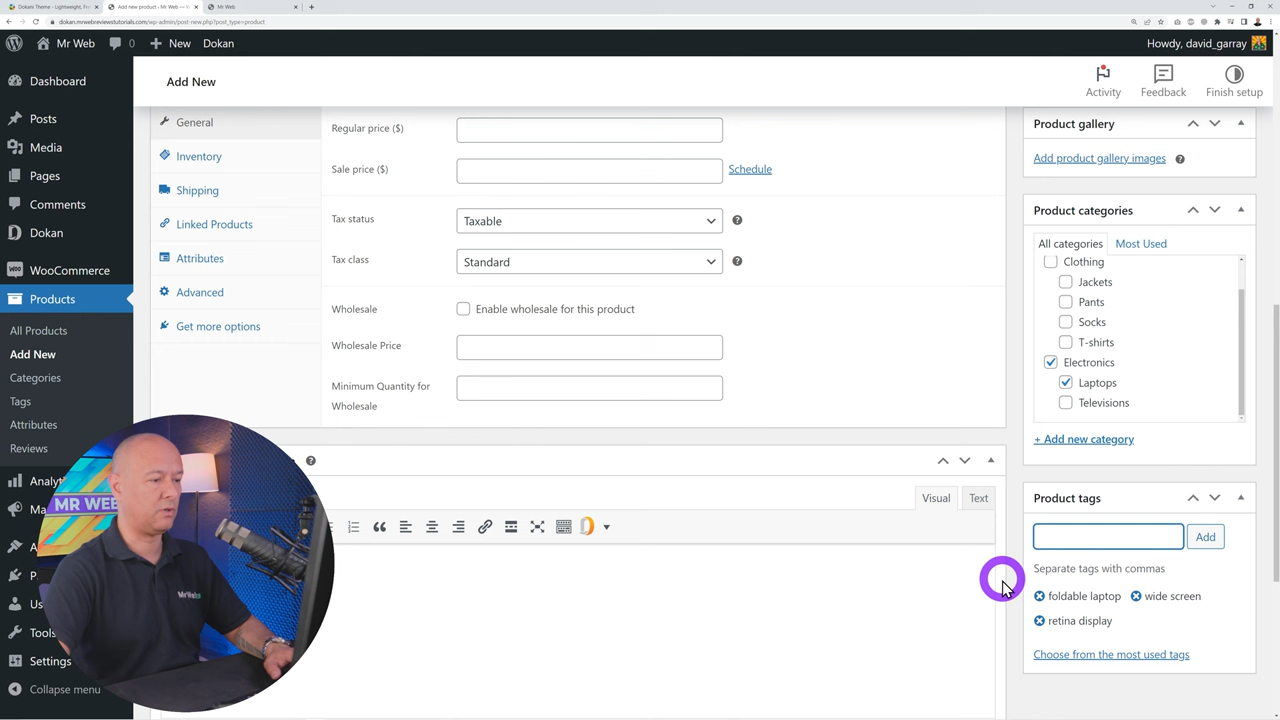 Dokan Theme - Lightweight, Fr
Add new product ‹ Mr Web —
Mr Web
dokan.mrwebreviewstutorials.com/wp-admin/post-new.php?post_type=product
Mr Web
0
New
Dokan
Howdy, david_garray
Dashboard
Posts
Media
Pages
Comments
Dokan
WooCommerce
Products
All Products
Add New
Categories
Tags
Attributes
Reviews
Tools
Settings
Collapse menu
Add New
Activity
Feedback
Finish setup
General
Inventory
Shipping
Linked Products
Attributes
Advanced
Get more options
Regular price ($)
Sale price ($)
Schedule
Tax status
Taxable
Tax class
Standard
Wholesale
Enable wholesale for this product
Wholesale Price
Minimum Quantity for
Wholesale
Visual
Text
Product gallery
Add product gallery images
Product categories
All categories
Most Used
Clothing
Jackets
Pants
Socks
T-shirts
Electronics
Laptops
Televisions
+ Add new category
Product tags
Add
Separate tags with commas
foldable laptop
wide screen
retina display
Choose from the most used tags
MR WEB
MrWeb